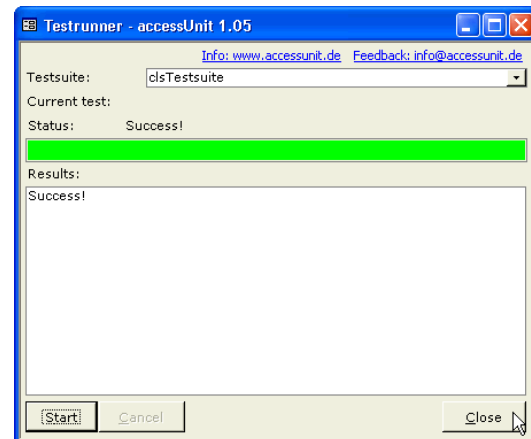 Testrunner - accessUnit 1.05
Info: www.accessunit.de Feedback: info@accessunit.de
Testsuite: clsTestsuite
Current test:
Status: Success!
Results:
Success!
Start Cancel Close